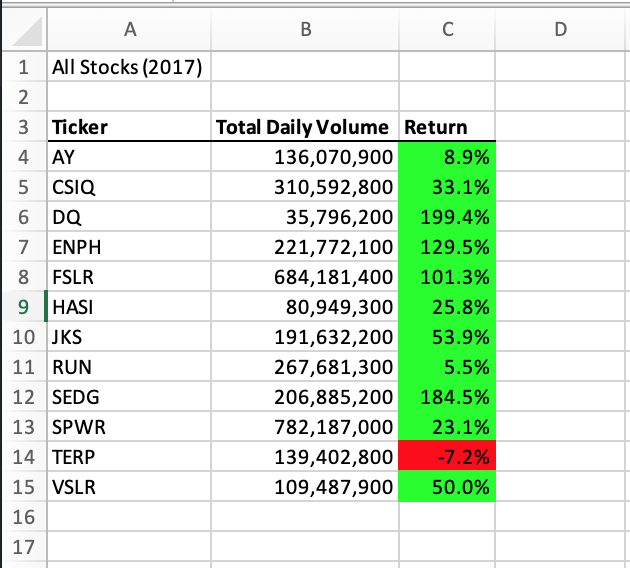 A B C D
1 All Stocks (2017)
2
3 Ticker Total Daily Volume Return
4 AY 136,070,900 8.9%
5 CSIQ 310,592,800 33.1%
6 DQ 35,796,200 199.4%
7 ENPH 221,772,100 129.5%
8 FSLR 684,181,400 101.3%
9 HASI 80,949,300 25.8%
10 JKS 191,632,200 53.9%
11 RUN 267,681,300 5.5%
12 SEDG 206,885,200 184.5%
13 SPWR 782,187,000 23.1%
14 TERP 139,402,800 -7.2%
15 VSLR 109,487,900 50.0%
16
17